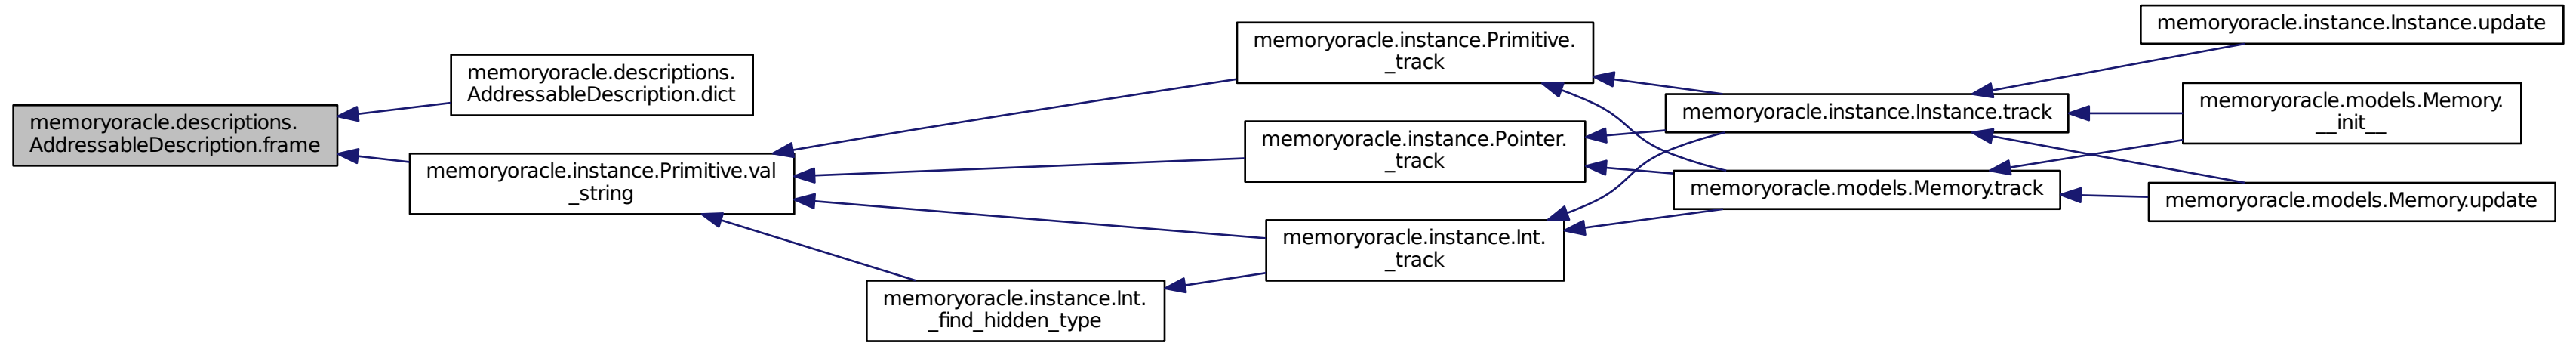 memoryoracle.descriptions.
AddressableDescription.frame
memoryoracle.descriptions.
AddressableDescription.dict
memoryoracle.instance.Primitive.val
_string
memoryoracle.instance.Primitive.
_track
memoryoracle.instance.Pointer.
_track
memoryoracle.instance.Int.
_track
memoryoracle.instance.Int.
_find_hidden_type
memoryoracle.instance.Instance.track
memoryoracle.models.Memory.track
memoryoracle.instance.Instance.update
memoryoracle.models.Memory.
__init__
memoryoracle.models.Memory.update